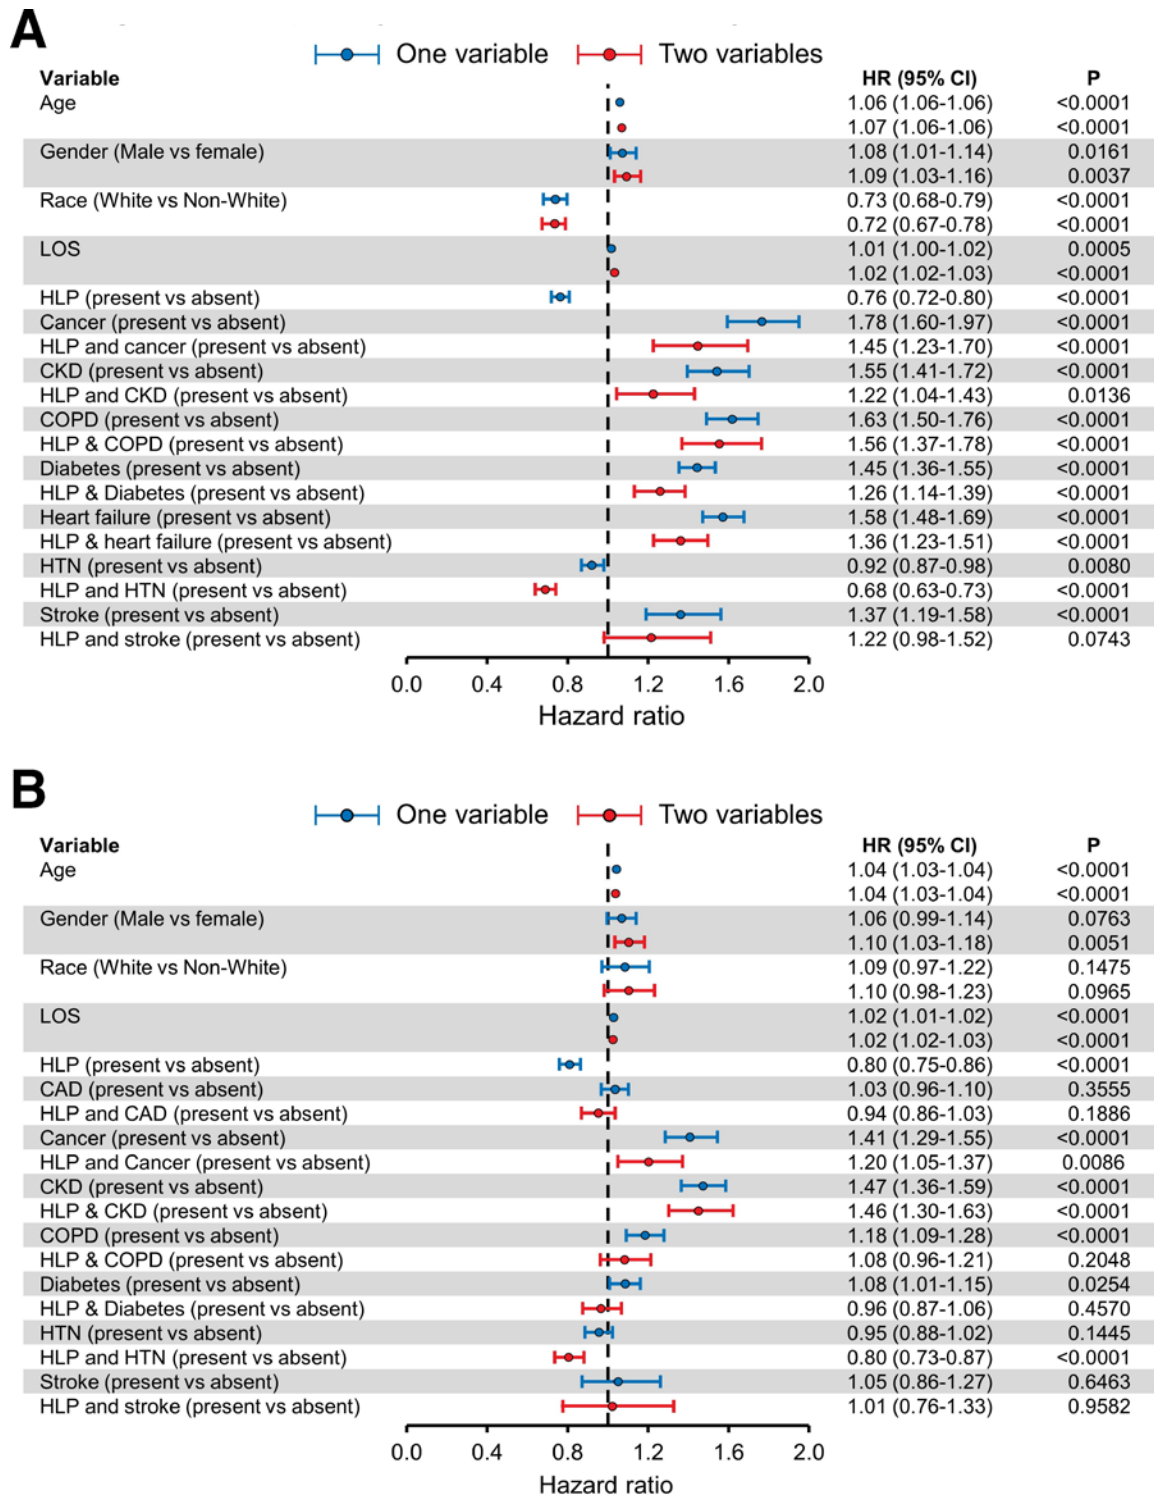 A
One variable Two variables
Variable HR (95% CI) P
Age 1.06 (1.06-1.06) <0.0001
1.07 (1.06-1.06) <0.0001
Gender (Male vs female) 1.08 (1.01-1.14) 0.0161
1.09 (1.03-1.16) 0.0037
Race (White vs Non-White) 0.73 (0.68-0.79) <0.0001
0.72 (0.67-0.78) <0.0001
LOS 1.01 (1.00-1.02) 0.0005
1.02 (1.02-1.03) <0.0001
HLP (present vs absent) 0.76 (0.72-0.80) <0.0001
Cancer (present vs absent) 1.78 (1.60-1.97) <0.0001
HLP and cancer (present vs absent) 1.45 (1.23-1.70) <0.0001
CKD (present vs absent) 1.55 (1.41-1.72) <0.0001
HLP and CKD (present vs absent) 1.22 (1.04-1.43) 0.0136
COPD (present vs absent) 1.63 (1.50-1.76) <0.0001
HLP & COPD (present vs absent) 1.56 (1.37-1.78) <0.0001
Diabetes (present vs absent) 1.45 (1.36-1.55) <0.0001
HLP & Diabetes (present vs absent) 1.26 (1.14-1.39) <0.0001
Heart failure (present vs absent) 1.58 (1.48-1.69) <0.0001
HLP & heart failure (present vs absent) 1.36 (1.23-1.51) <0.0001
HTN (present vs absent) 0.92 (0.87-0.98) 0.0080
HLP and HTN (present vs absent) 0.68 (0.63-0.73) <0.0001
Stroke (present vs absent) 1.37 (1.19-1.58) <0.0001
HLP and stroke (present vs absent) 1.22 (0.98-1.52) 0.0743
0.0 0.4 0.8 1.2 1.6 2.0
Hazard ratio
B
One variable Two variables
Variable HR (95% CI) P
Age 1.04 (1.03-1.04) <0.0001
1.04 (1.03-1.04) <0.0001
Gender (Male vs female) 1.06 (0.99-1.14) 0.0763
1.10 (1.03-1.18) 0.0051
Race (White vs Non-White) 1.09 (0.97-1.22) 0.1475
1.10 (0.98-1.23) 0.0965
LOS 1.02 (1.01-1.02) <0.0001
1.02 (1.02-1.03) <0.0001
HLP (present vs absent) 0.80 (0.75-0.86) <0.0001
CAD (present vs absent) 1.03 (0.96-1.10) 0.3555
HLP and CAD (present vs absent) 0.94 (0.86-1.03) 0.1886
Cancer (present vs absent) 1.41 (1.29-1.55) <0.0001
HLP and Cancer (present vs absent) 1.20 (1.05-1.37) 0.0086
CKD (present vs absent) 1.47 (1.36-1.59) <0.0001
HLP & CKD (present vs absent) 1.46 (1.30-1.63) <0.0001
COPD (present vs absent) 1.18 (1.09-1.28) <0.0001
HLP & COPD (present vs absent) 1.08 (0.96-1.21) 0.2048
Diabetes (present vs absent) 1.08 (1.01-1.15) 0.0254
HLP & Diabetes (present vs absent) 0.96 (0.87-1.06) 0.4570
HTN (present vs absent) 0.95 (0.88-1.02) 0.1445
HLP and HTN (present vs absent) 0.80 (0.73-0.87) <0.0001
Stroke (present vs absent) 1.05 (0.86-1.27) 0.6463
HLP and stroke (present vs absent) 1.01 (0.76-1.33) 0.9582
0.0 0.4 0.8 1.2 1.6 2.0
Hazard ratio